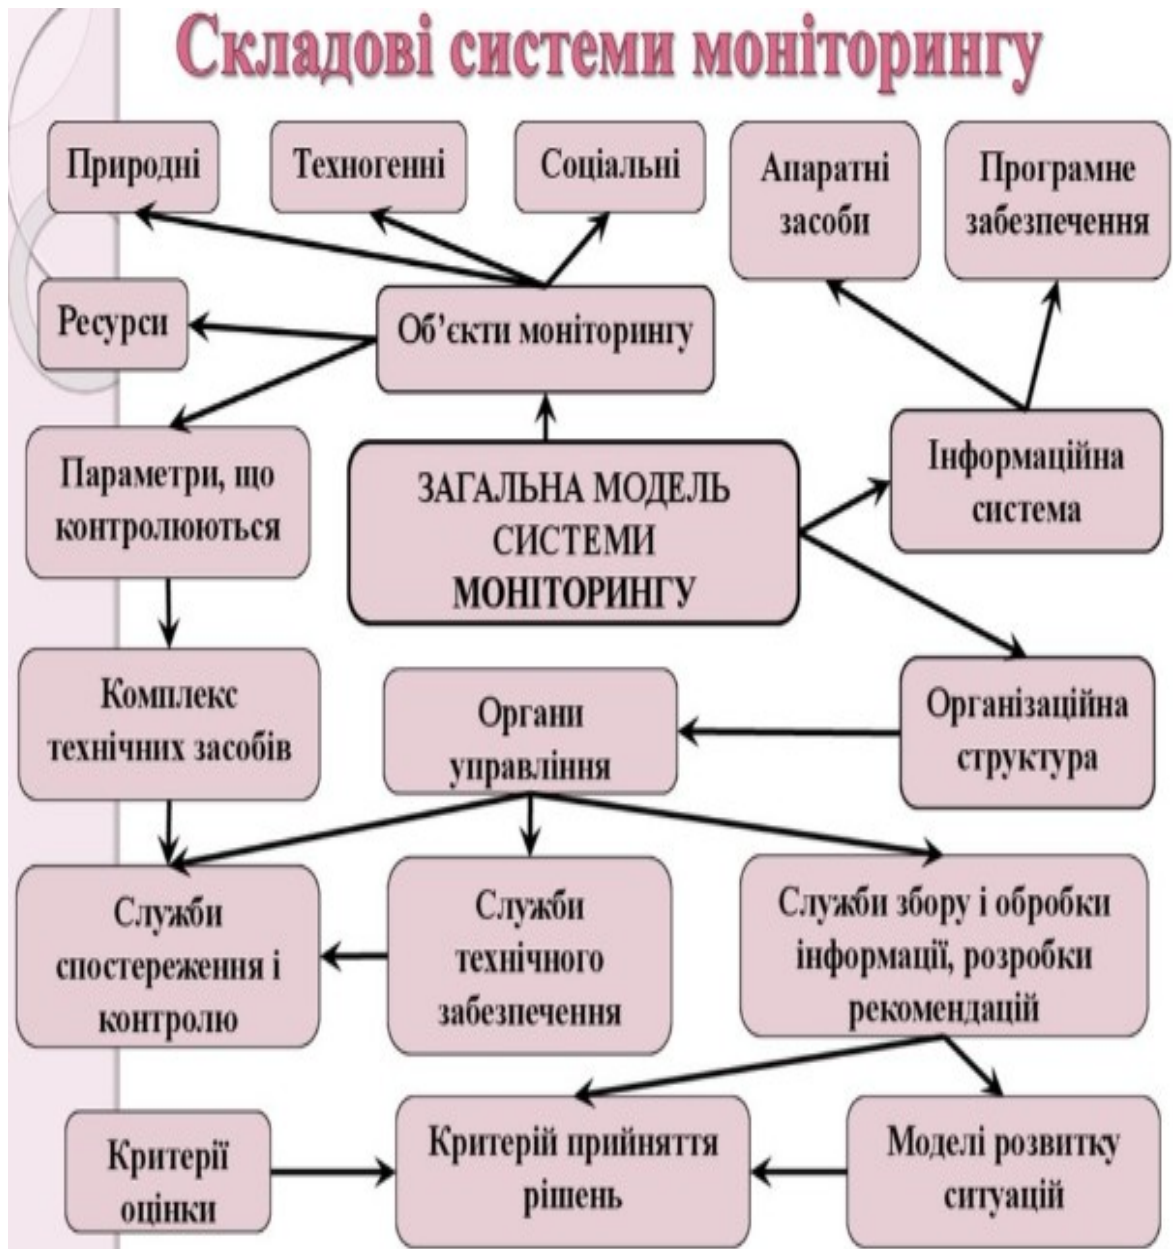 Складові системи моніторингу
Природні
Техногенні
Соціальні
Апаратні
засоби
Програмне
забезпечення
Ресурси
Об’єкти моніторингу
Параметри, що
контролюються
ЗАГАЛЬНА МОДЕЛЬ
СИСТЕМИ
МОНІТОРИНГУ
Інформаційна
система
Комплекс
технічних засобів
Органи
управління
Організаційна
структура
Служби
спостереження і
контролю
Служби
технічного
забезпечення
Служби збору і обробки
інформації, розробки
рекомендацій
Критерії
оцінки
Критерій прийняття
рішень
Моделі розвитку
ситуацій